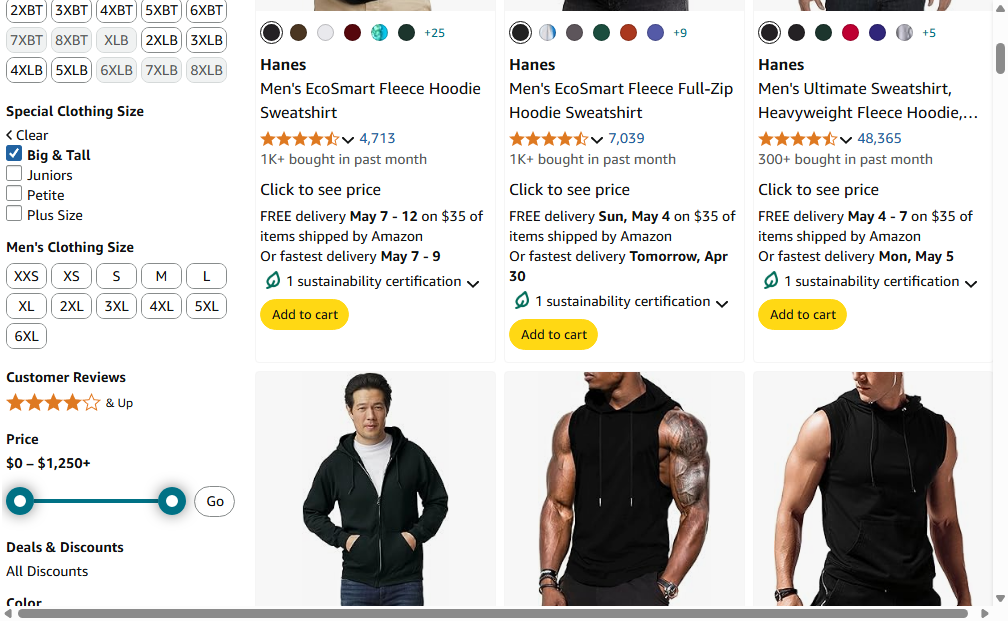 2XBT 3XBT 4XBT 5XBT 6XBT
7XBT 8XBT XLB 2XLB 3XLB
4XLB 5XLB 6XLB 7XLB 8XLB
Special Clothing Size
Clear
Big & Tall
Juniors
Petite
Plus Size
Men's Clothing Size
XXS XS S M L
XL 2XL 3XL 4XL 5XL
6XL
Customer Reviews
& Up
Price
$0 – $1,250+
Go
Deals & Discounts
All Discounts
Color
+25
Hanes
Men's EcoSmart Fleece Hoodie
Sweatshirt
4,713
1K+ bought in past month
Click to see price
FREE delivery May 7 - 12 on $35 of
items shipped by Amazon
Or fastest delivery May 7 - 9
1 sustainability certification
Add to cart
+9
Hanes
Men's EcoSmart Fleece Full-Zip
Hoodie Sweatshirt
7,039
1K+ bought in past month
Click to see price
FREE delivery Sun, May 4 on $35 of
items shipped by Amazon
Or fastest delivery Tomorrow, Apr
30
1 sustainability certification
Add to cart
+5
Hanes
Men's Ultimate Sweatshirt,
Heavyweight Fleece Hoodie,...
48,365
300+ bought in past month
Click to see price
FREE delivery May 4 - 7 on $35 of
items shipped by Amazon
Or fastest delivery Mon, May 5
1 sustainability certification
Add to cart